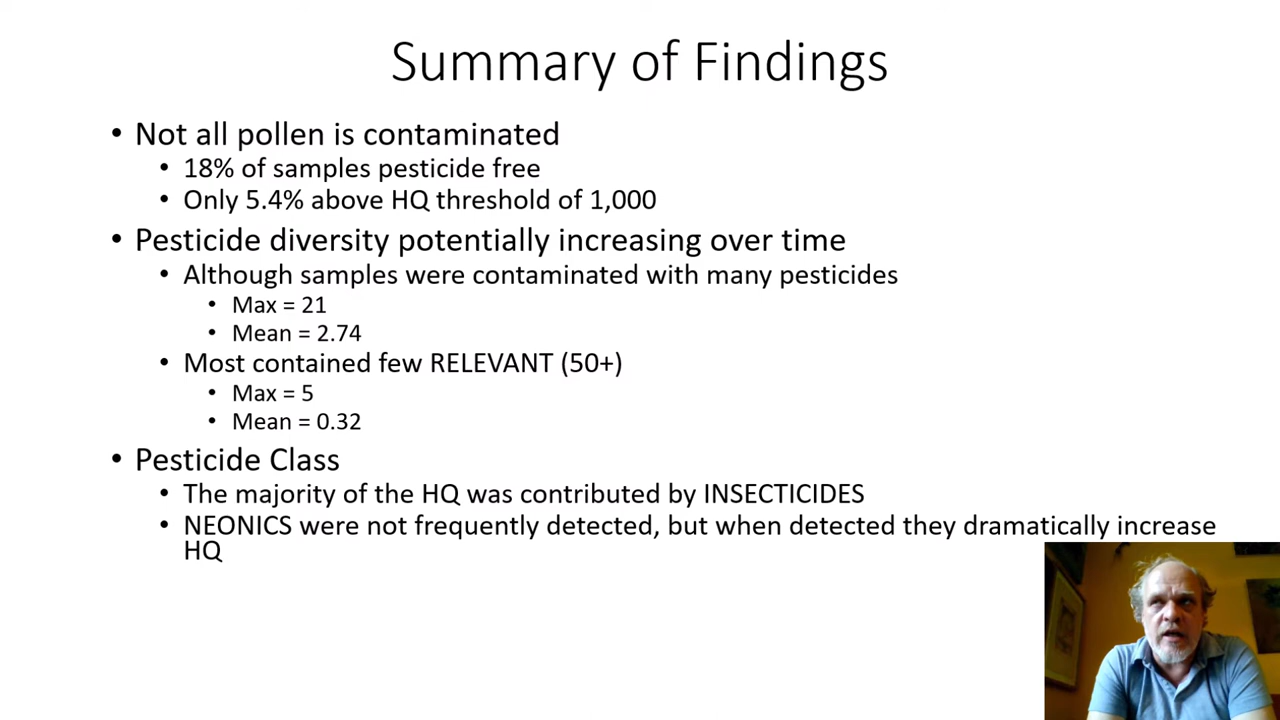 Summary of Findings
• Not all pollen is contaminated
• 18% of samples pesticide free
• Only 5.4% above HQ threshold of 1,000
• Pesticide diversity potentially increasing over time
• Although samples were contaminated with many pesticides
• Max = 21
• Mean = 2.74
• Most contained few RELEVANT (50+)
• Max = 5
• Mean = 0.32
• Pesticide Class
• The majority of the HQ was contributed by INSECTICIDES
• NEONICS were not frequently detected, but when detected they dramatically increase
HQ